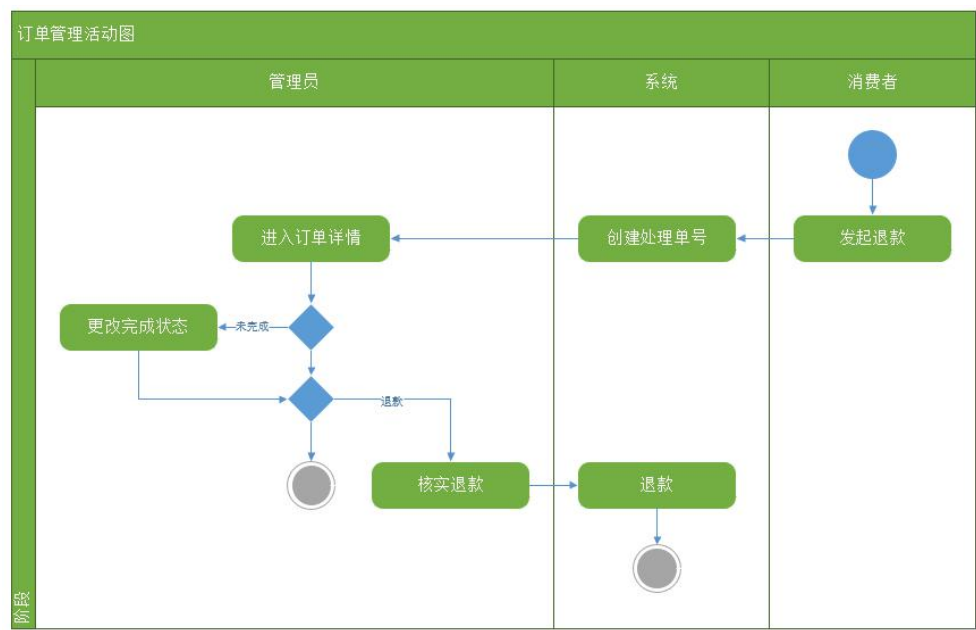 订单管理活动图
管理员
系统
消费者
进入订单详情
创建处理单号
发起退款
更改完成状态
未完成
退款
核实退款
退款
阶段